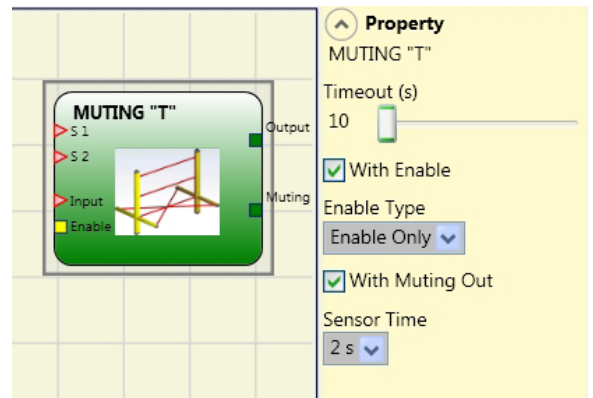 MUTING "T"
S 1
S 2
Input
Enable
Output
Muting
Property
MUTING "T"
Timeout (s)
10
With Enable
Enable Type
Enable Only
With Muting Out
Sensor Time
2 s